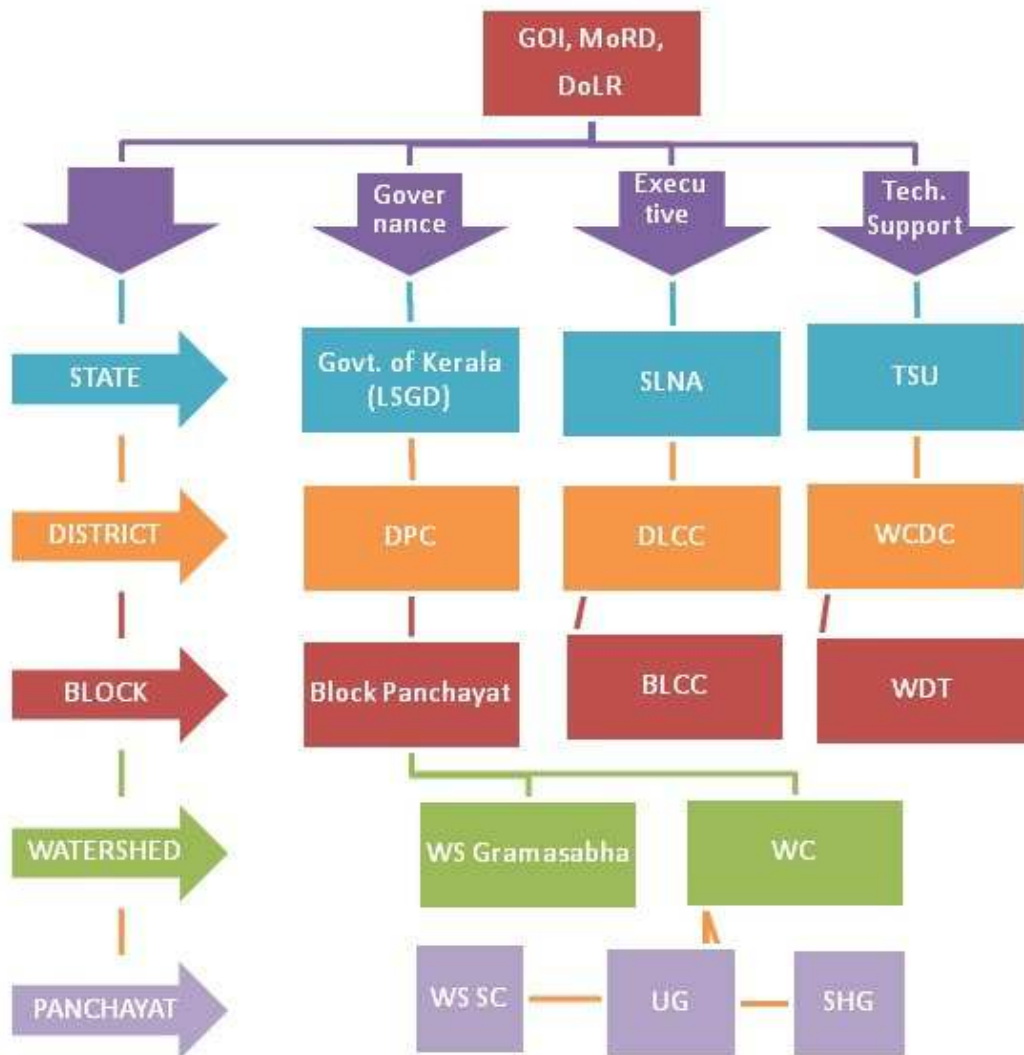 GOI, MoRD,
DoLR
Gover
nance
Execu
tive
Tech.
Support
STATE
Govt. of Kerala
(LSGD)
SLNA
TSU
DISTRICT
DPC
DLCC
WCDC
BLOCK
Block Panchayat
BLCC
WDT
WATERSHED
WS Gramasabha
WC
PANCHAYAT
WS SC
UG
SHG